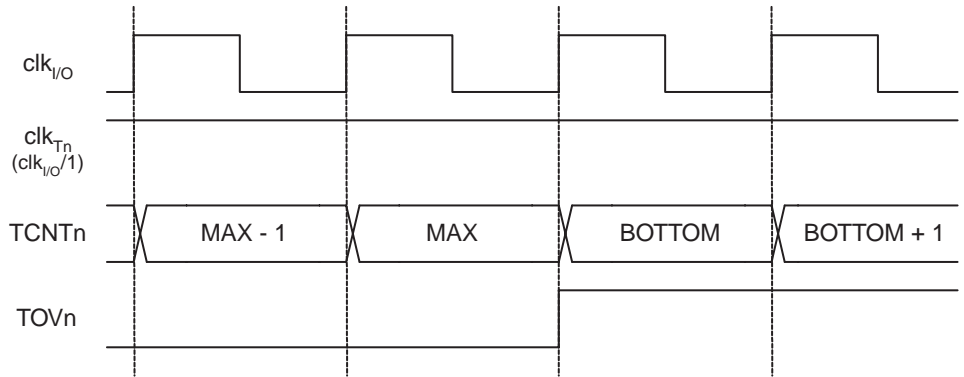 clkI/O
clkTn
(clkI/O/1)
TCNTn MAX - 1 MAX BOTTOM BOTTOM + 1
TOVn